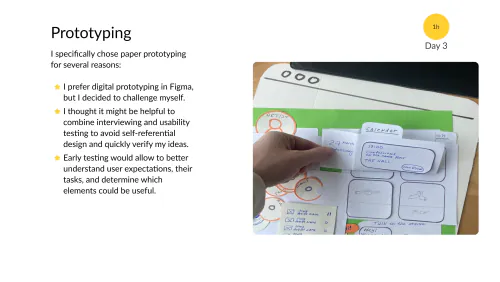 Prototyping
1h
Day 3
I specifically chose paper prototyping
for several reasons:
I prefer digital prototyping in Figma,
but I decided to challenge myself.
I thought it might be helpful to
combine interviewing and usability
testing to avoid self-referential
design and quickly verify my ideas.
Early testing would allow to better
understand user expectations, their
tasks, and determine which
elements could be useful.
Calendar